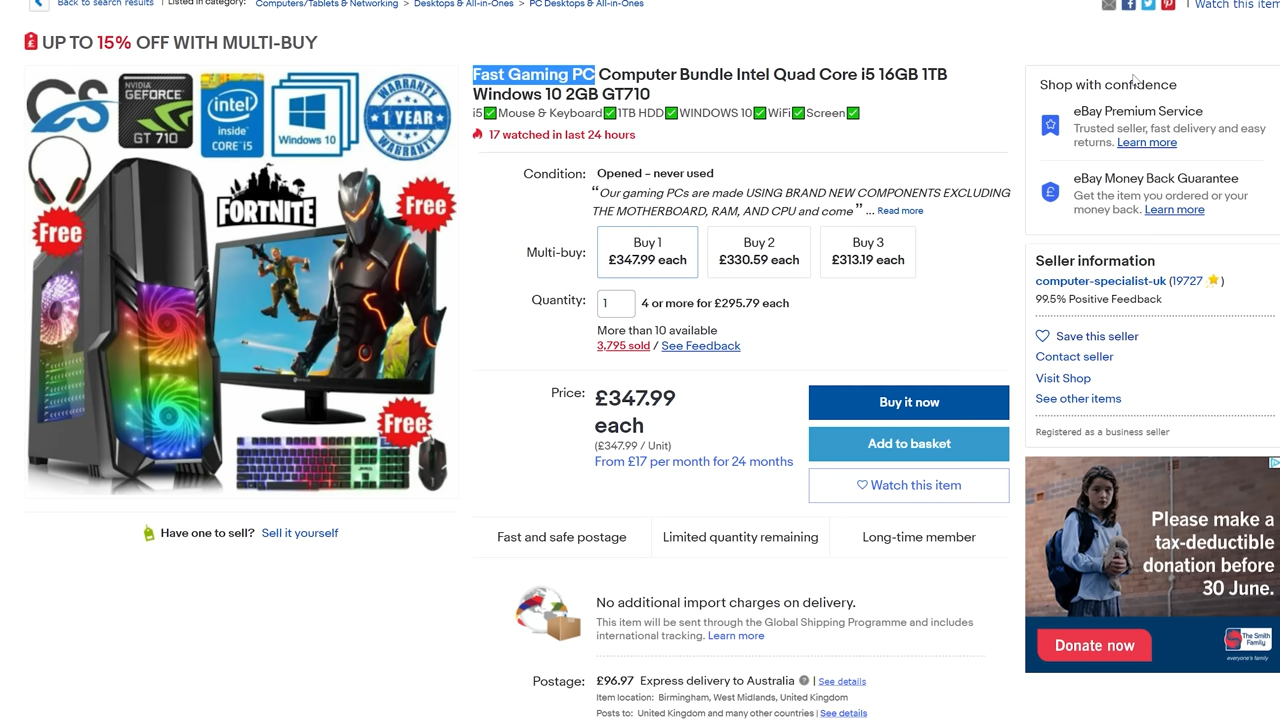 Back to search results | Listed in category: Computers/Tablets & Networking > Desktops & All-in-Ones > PC Desktops & All-in-Ones
| Watch this item
UP TO 15% OFF WITH MULTI-BUY
GS
NVIDIA
GEFORCE
GT 710
intel
inside
CORE i5
Windows 10
WARRANTY
1 YEAR
WARRANTY
Free
FORTNITE
Free
Free
Fast Gaming PC Computer Bundle Intel Quad Core i5 16GB 1TB
Windows 10 2GB GT710
i5✅Mouse & Keyboard✅1TB HDD✅WINDOWS 10✅WiFi✅Screen✅
17 watched in last 24 hours
Condition: Opened – never used
“Our gaming PCs are made USING BRAND NEW COMPONENTS EXCLUDING
THE MOTHERBOARD, RAM, AND CPU and come” ... Read more
Multi-buy:
Buy 1
£347.99 each
Buy 2
£330.59 each
Buy 3
£313.19 each
Quantity: 1 4 or more for £295.79 each
More than 10 available
3,795 sold / See Feedback
Price: £347.99
each
(£347.99 / Unit)
From £17 per month for 24 months
Buy it now
Add to basket
Watch this item
Have one to sell? Sell it yourself
Fast and safe postage
Limited quantity remaining
Long-time member
No additional import charges on delivery.
This item will be sent through the Global Shipping Programme and includes
international tracking. Learn more
Postage: £96.97 Express delivery to Australia ? | See details
Item location: Birmingham, West Midlands, United Kingdom
Posts to: United Kingdom and many other countries | See details
Shop with confidence
eBay Premium Service
Trusted seller, fast delivery and easy
returns. Learn more
eBay Money Back Guarantee
Get the item you ordered or your
money back. Learn more
Seller information
computer-specialist-uk (19727 )
99.5% Positive Feedback
Save this seller
Contact seller
Visit Shop
See other items
Registered as a business seller
Please make a
tax-deductible
donation before
30 June.
Donate now
The Smith
Family
everyone's family